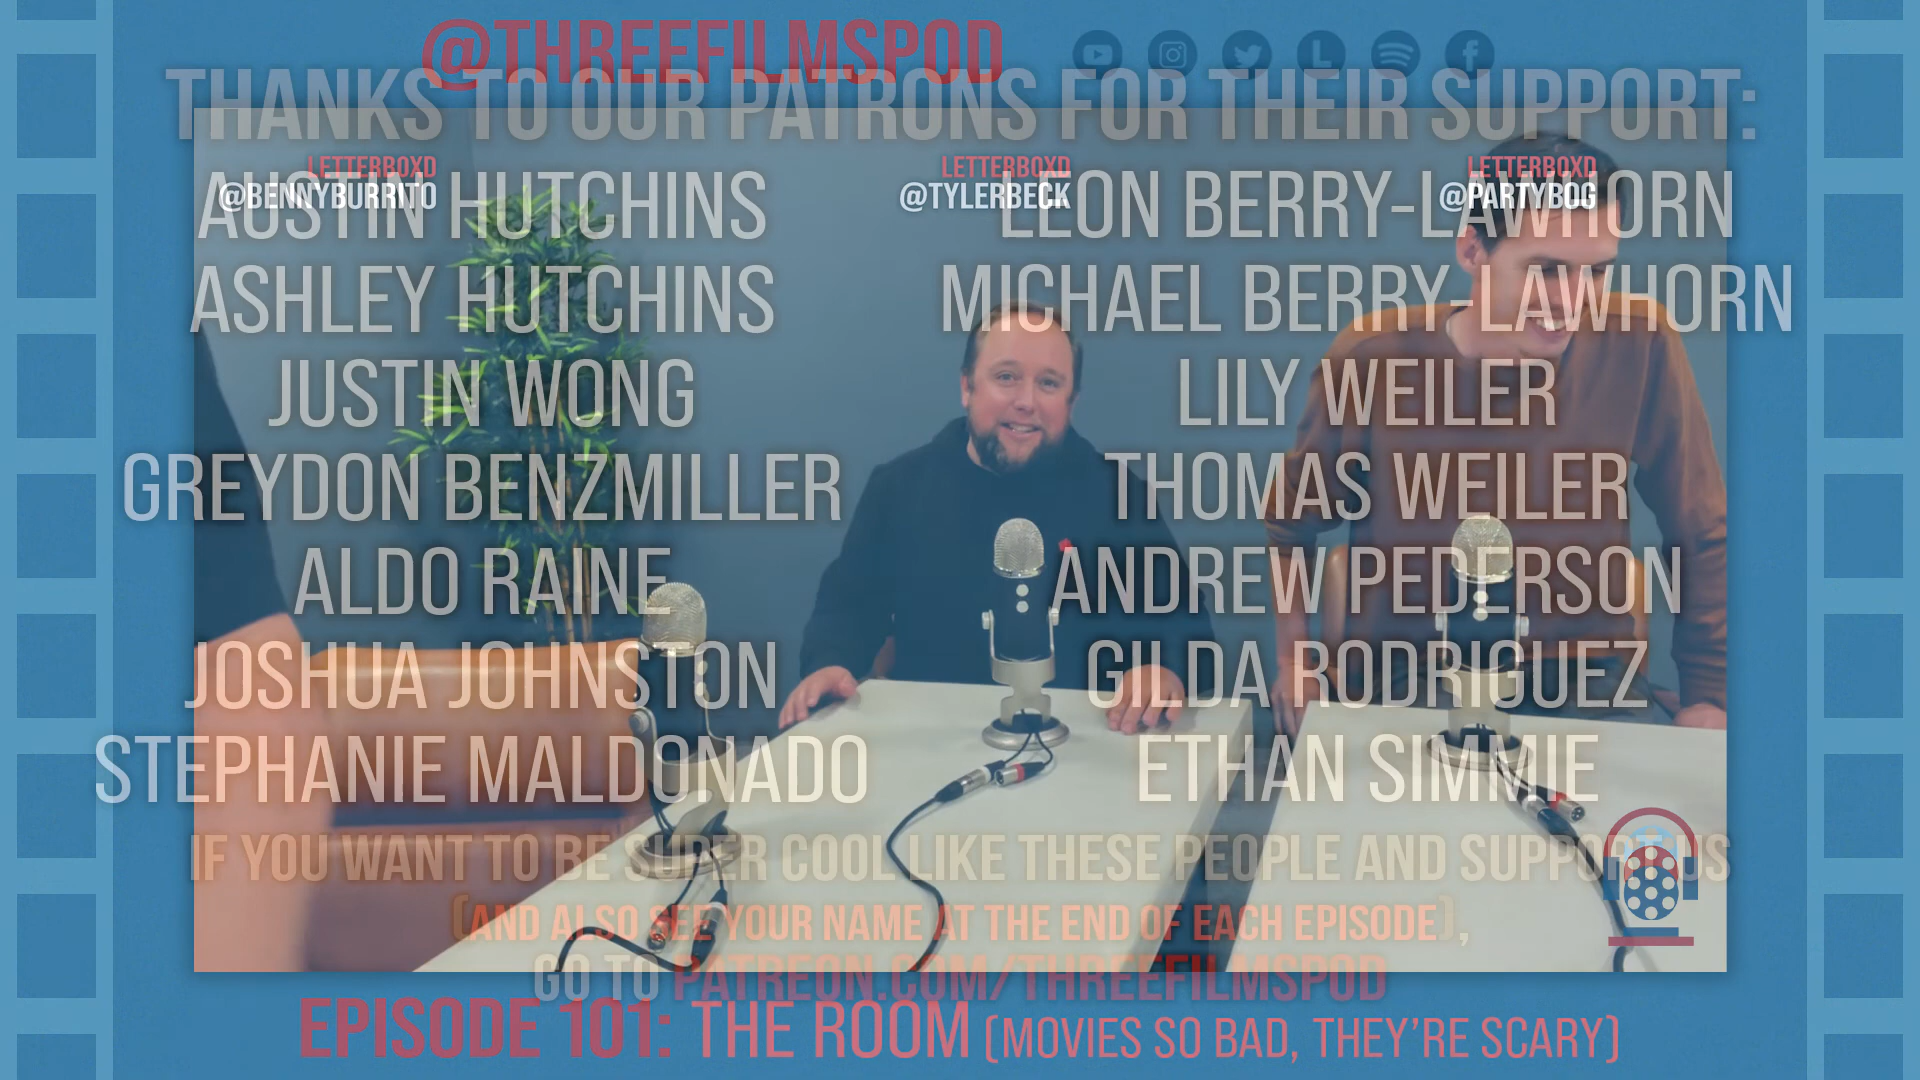 @THREEFILMSPOD
THANKS TO OUR PATRONS FOR THEIR SUPPORT:
LETTERBOXD
@BENNYBURRITO
LETTERBOXD
@TYLERBECK
LETTERBOXD
@PARTYBOG
AUSTIN HUTCHINS
LEON BERRY-LAWHORN
ASHLEY HUTCHINS
MICHAEL BERRY-LAWHORN
JUSTIN WONG
LILY WEILER
GREYDON BENZMILLER
THOMAS WEILER
ALDO RAINE
ANDREW PEDERSON
JOSHUA JOHNSTON
GILDA RODRIGUEZ
STEPHANIE MALDONADO
ETHAN SIMMIE
IF YOU WANT TO BE SUPER COOL LIKE THESE PEOPLE AND SUPPORT US
(AND ALSO SEE YOUR NAME AT THE END OF EACH EPISODE),
GO TO PATREON.COM/THREEFILMSPOD
EPISODE 101: THE ROOM (MOVIES SO BAD, THEY'RE SCARY)